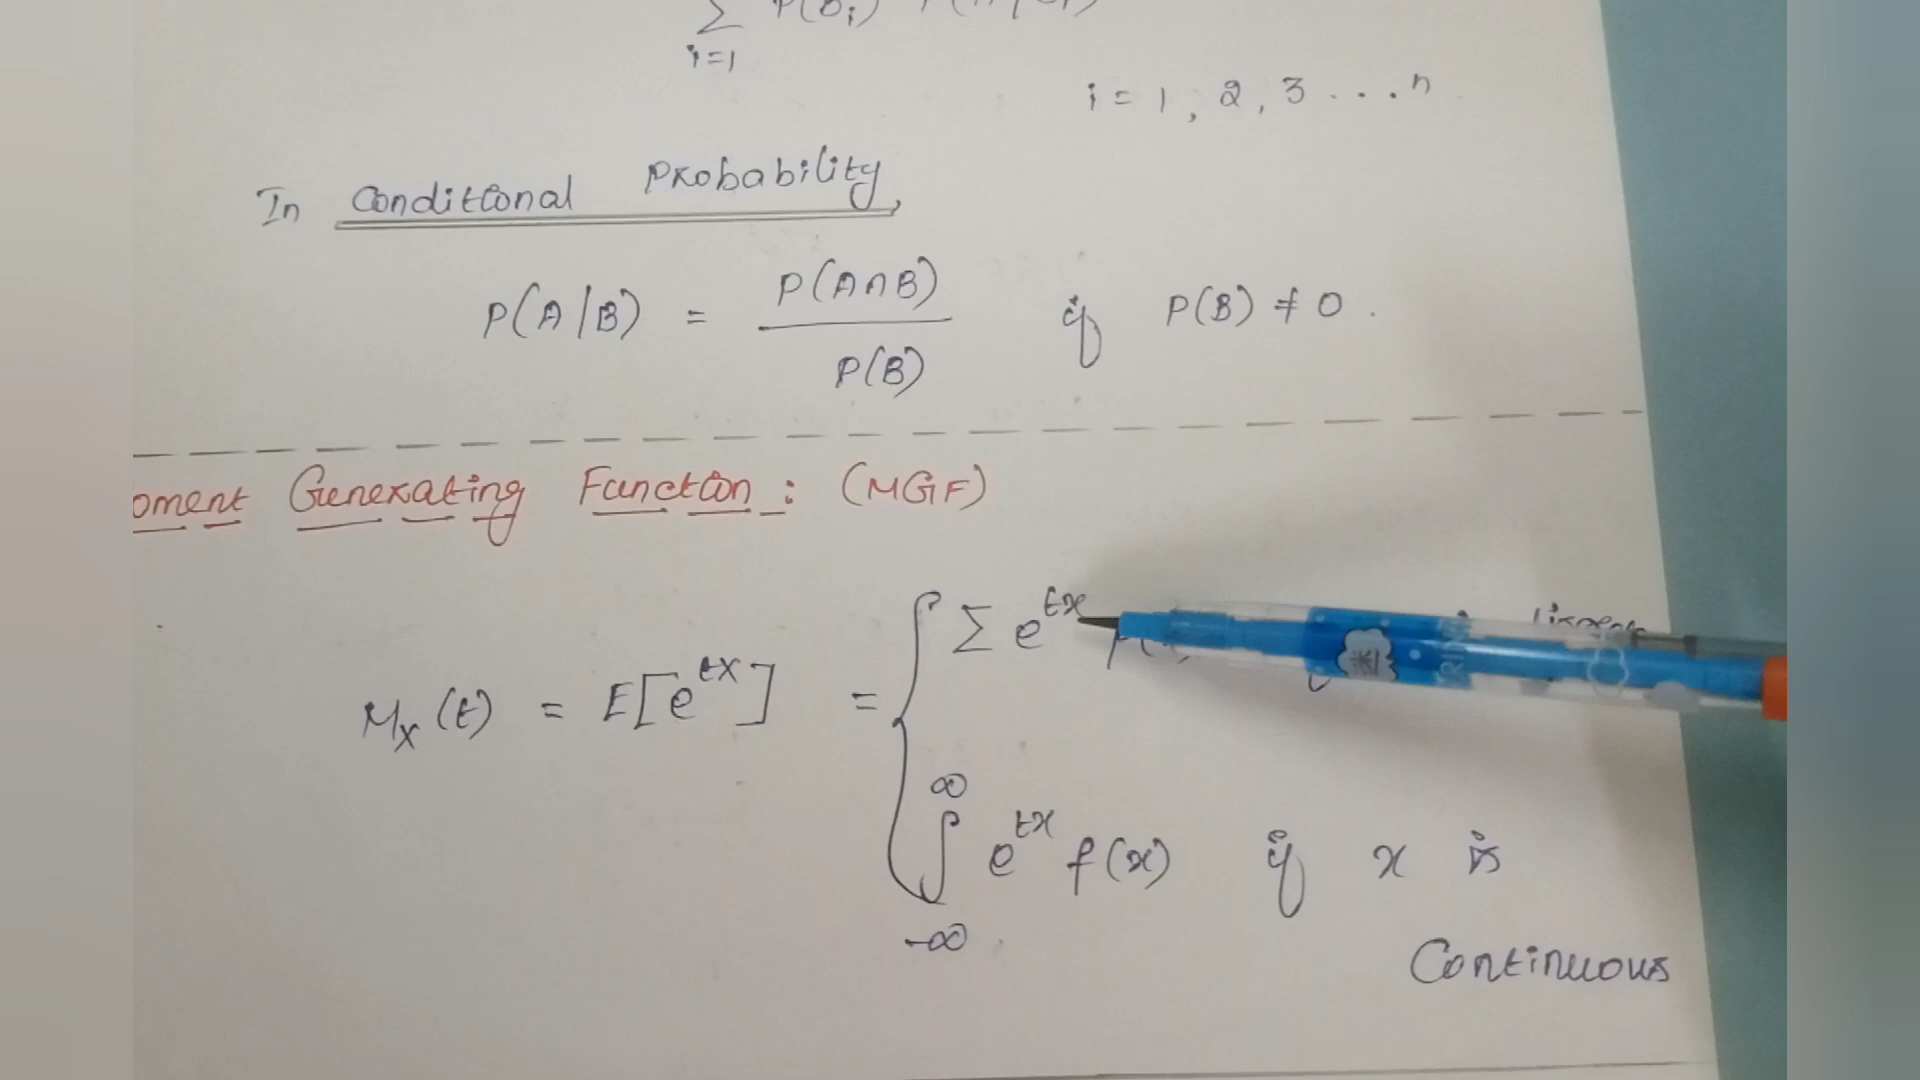 Σ
i=1
i = 1, 2, 3 ... n
In Conditional Probability,
P(A/B) = P(A∩B) / P(B) if P(B) ≠ 0.
oment Generating Function: (MGF)
Mx(t) = E[e^tX] = { Σ e^tx
∞
∫ e^tx f(x) if x is
-∞
Continuous